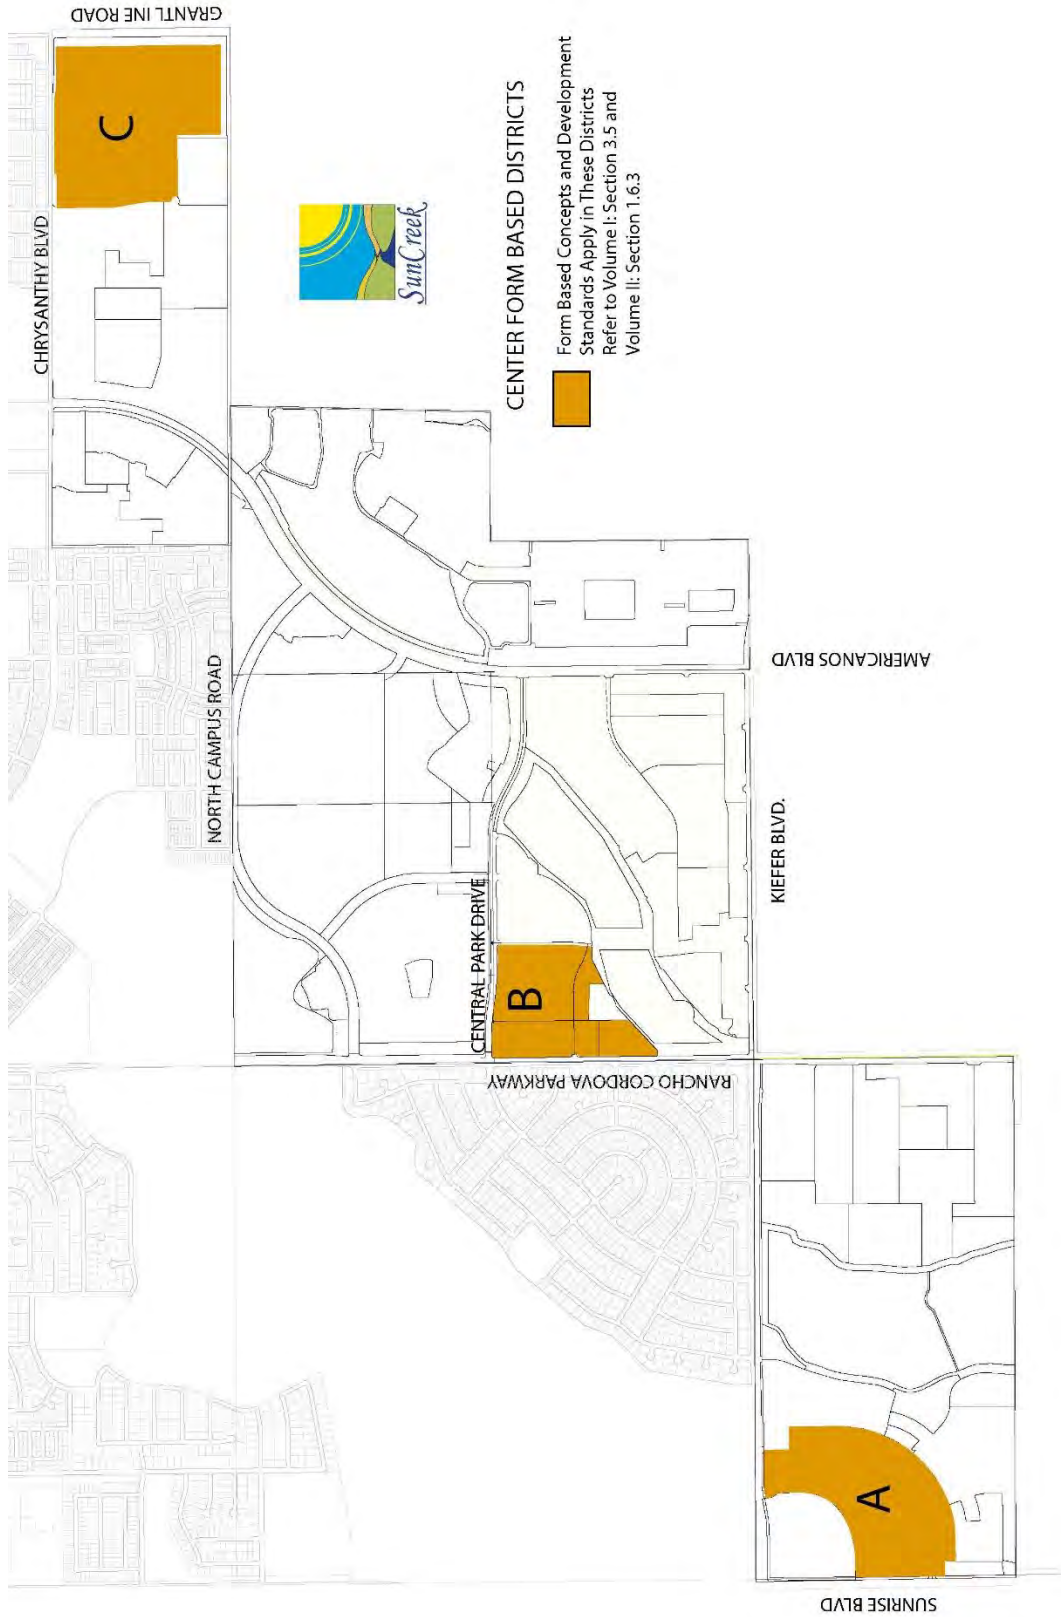 GRANTLINE ROAD
C
CHRYSANTHY BLVD
SunCreek
CENTER FORM BASED DISTRICTS
Form Based Concepts and Development
Standards Apply in These Districts
Refer to Volume I: Section 3.5 and
Volume II: Section 1.6.3
NORTH CAMPUS ROAD
AMERICANOS BLVD
CENTRAL PARK DRIVE
KIEFER BLVD.
B
RANCHO CORDOVA PARKWAY
A
SUNRISE BLVD